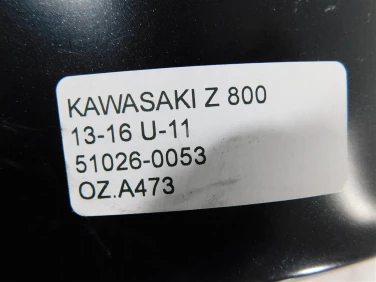 KAWASAKI Z 800
13-16 U-11
51026-0053
OZ.A473